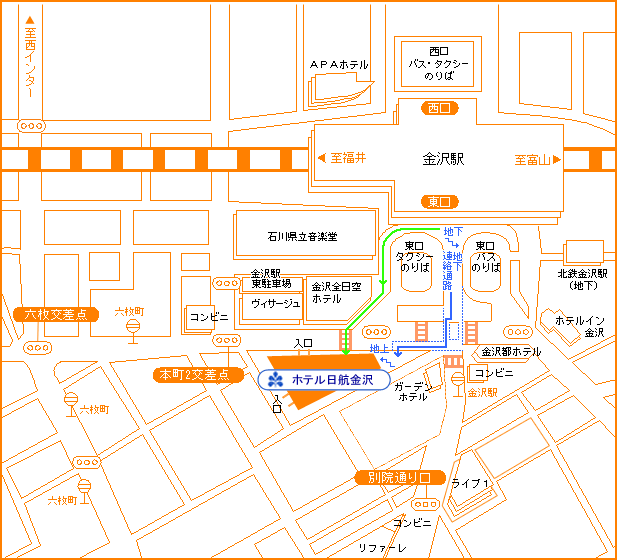 ▲至西インター
西口
バス・タクシー
のりば
APAホテル
西口
◀至福井
金沢駅
至富山▶
東口
石川県立音楽堂
地下
地下連絡通路
東口
タクシー
のりば
東口
バス
のりば
北鉄金沢駅
(地下)
金沢駅
東駐車場
ヴィサージュ
金沢全日空
ホテル
コンビニ
六枚交差点
六枚町
ホテルイン
金沢
入口
地上
金沢都ホテル
コンビニ
本町2交差点
ホテル日航金沢
ガーデン
ホテル
金沢駅
入口
六枚町
別院通り口
六枚町
ライブ1
コンビニ
リファーレ